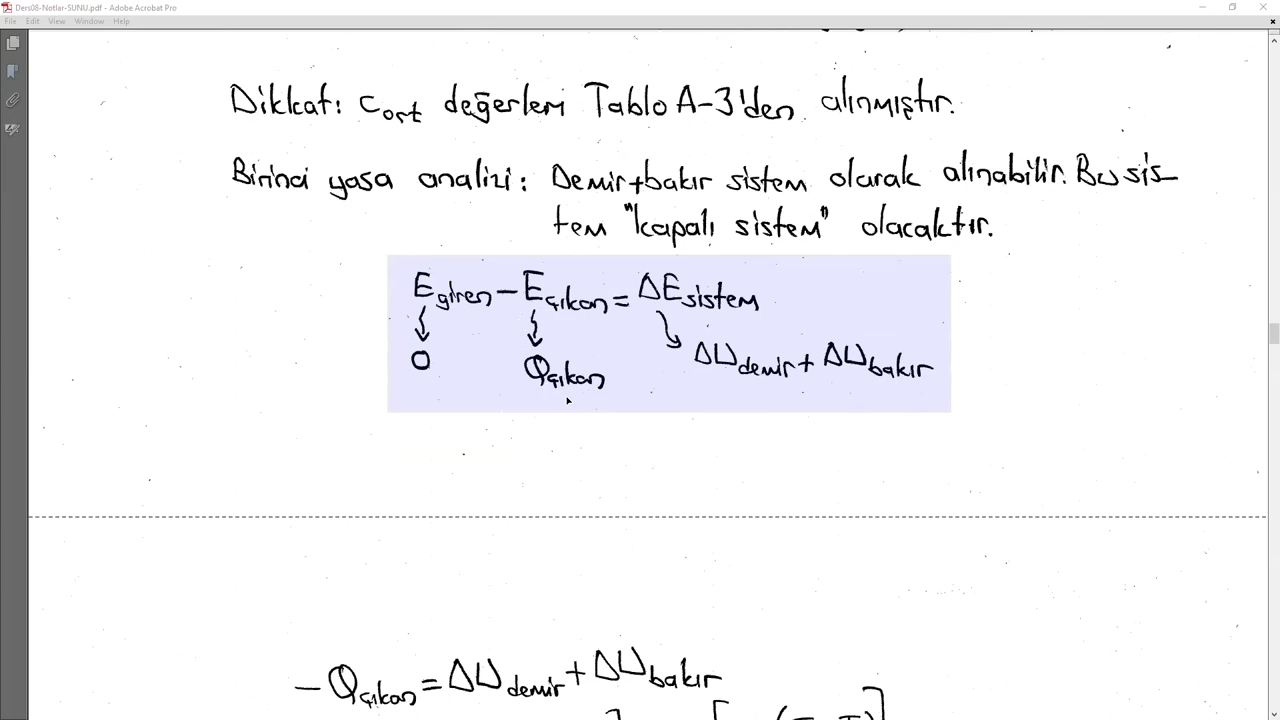 Ders08-Notlar-SUNU.pdf - Adobe Acrobat Pro
File Edit View Window Help
Dikkat: Cort değerleri Tablo A-3'den alınmıştır.
Birinci yasa analizi: Demir+bakır sistem olarak alınabilir. Bu sis
tem "kapalı sistem" olacaktır.
Egiren - Eçıkan = ΔEsistem
0 Qçıkan ΔUdemir + ΔUbakır
- Qçıkan = ΔUdemir + ΔUbakır